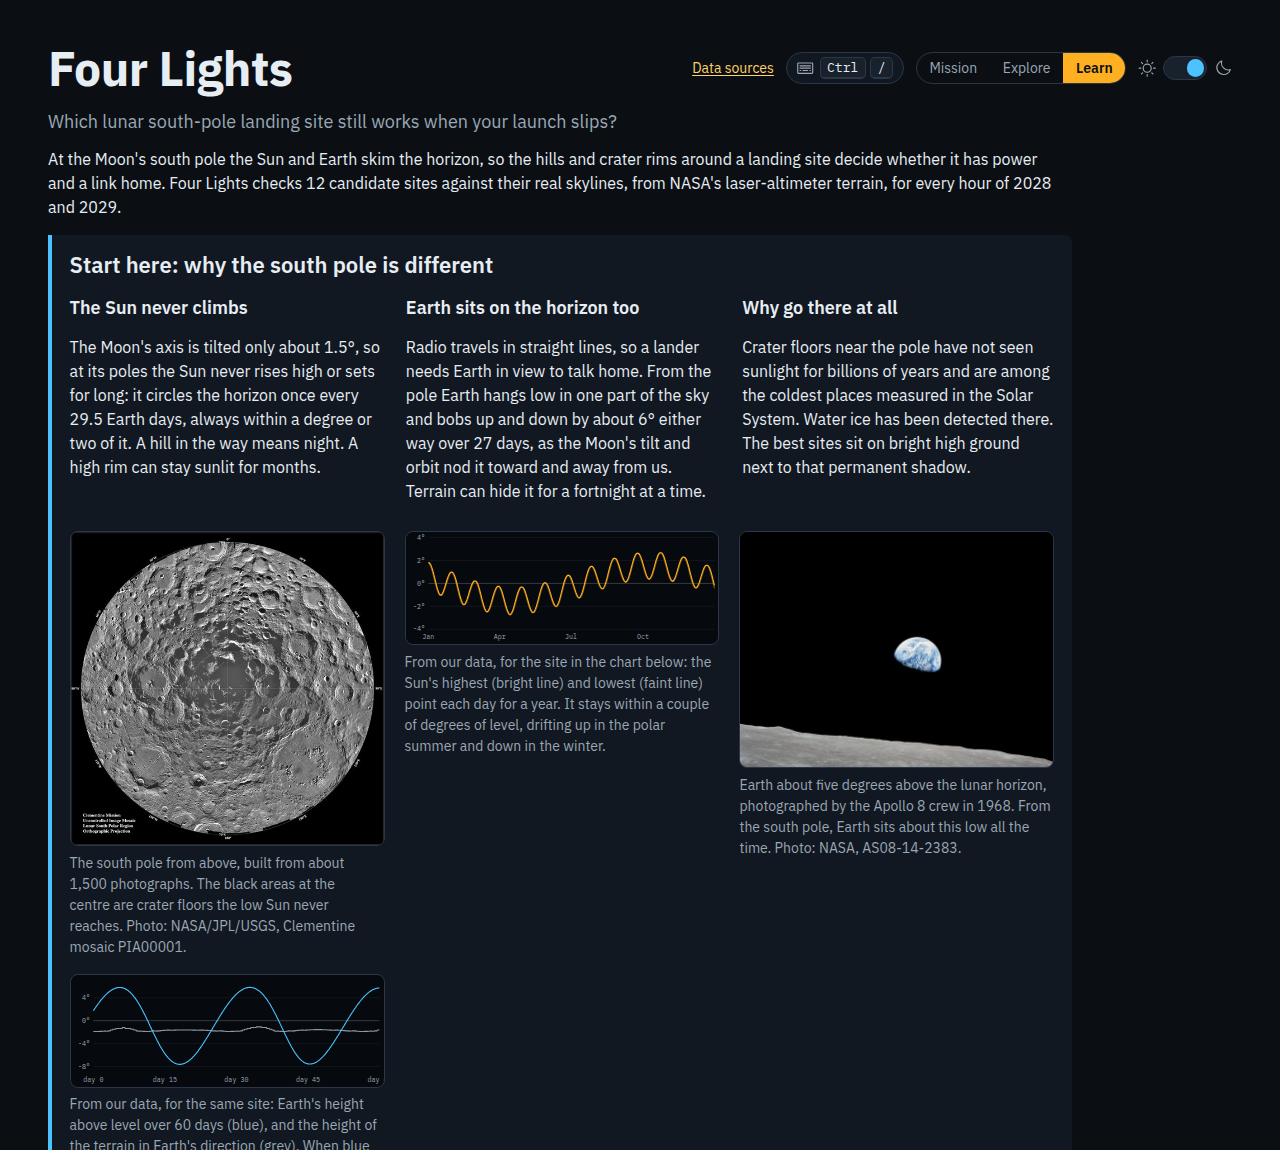 Four Lights
Data sources
Ctrl /
Mission Explore Learn
Which lunar south-pole landing site still works when your launch slips?
At the Moon's south pole the Sun and Earth skim the horizon, so the hills and crater rims around a landing site decide whether it has power
and a link home. Four Lights checks 12 candidate sites against their real skylines, from NASA's laser-altimeter terrain, for every hour of 2028
and 2029.
Start here: why the south pole is different
The Sun never climbs
The Moon's axis is tilted only about 1.5°, so
at its poles the Sun never rises high or sets
for long: it circles the horizon once every
29.5 Earth days, always within a degree or
two of it. A hill in the way means night. A
high rim can stay sunlit for months.
Earth sits on the horizon too
Radio travels in straight lines, so a lander
needs Earth in view to talk home. From the
pole Earth hangs low in one part of the sky
and bobs up and down by about 6° either
way over 27 days, as the Moon's tilt and
orbit nod it toward and away from us.
Terrain can hide it for a fortnight at a time.
Why go there at all
Crater floors near the pole have not seen
sunlight for billions of years and are among
the coldest places measured in the Solar
System. Water ice has been detected there.
The best sites sit on bright high ground
next to that permanent shadow.
Clementine Mission
Uncontrolled Image Mosaic
Lunar South Polar Region
Orthographic Projection
The south pole from above, built from about
1,500 photographs. The black areas at the
centre are crater floors the low Sun never
reaches. Photo: NASA/JPL/USGS, Clementine
mosaic PIA00001.
4°
2°
0°
-2°
-4°
Jan Apr Jul Oct
From our data, for the site in the chart below: the
Sun's highest (bright line) and lowest (faint line)
point each day for a year. It stays within a couple
of degrees of level, drifting up in the polar
summer and down in the winter.
Earth about five degrees above the lunar horizon,
photographed by the Apollo 8 crew in 1968. From
the south pole, Earth sits about this low all the
time. Photo: NASA, AS08-14-2383.
4°
0°
-4°
-8°
day 0 day 15 day 30 day 45 day
From our data, for the same site: Earth's height
above level over 60 days (blue), and the height of
the terrain in Earth's direction (grey). When blue